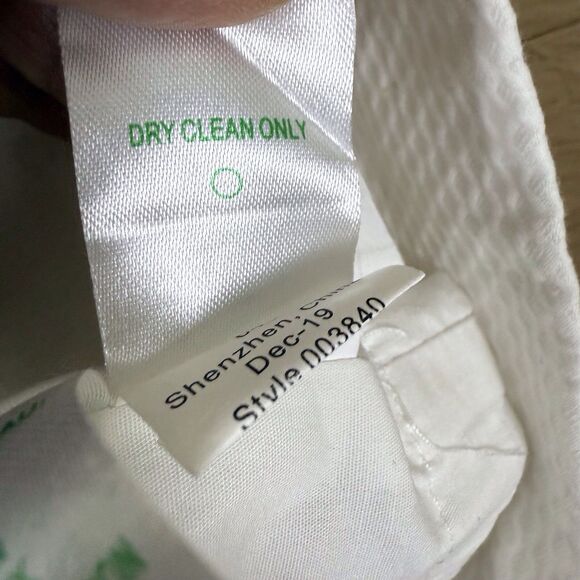 DRY CLEAN ONLY
Shenzhen, China
Dec-19
Style 003840